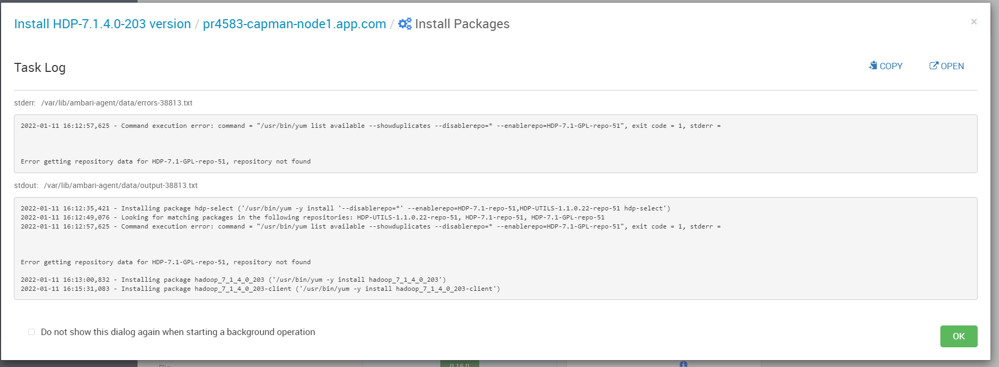 Install HDP-7.1.4.0-203 version / pr4583-capman-node1.app.com / Install Packages
×
Task Log
COPY
OPEN
stderr: /var/lib/ambari-agent/data/errors-38813.txt
2022-01-11 16:12:57,625 - Command execution error: command = "/usr/bin/yum list available --showduplicates --disablerepo=* --enablerepo=HDP-7.1-GPL-repo-51", exit code = 1, stderr =
Error getting repository data for HDP-7.1-GPL-repo-51, repository not found
stdout: /var/lib/ambari-agent/data/output-38813.txt
2022-01-11 16:12:35,421 - Installing package hdp-select ('/usr/bin/yum -y install '--disablerepo=*' --enablerepo=HDP-7.1-repo-51,HDP-UTILS-1.1.0.22-repo-51 hdp-select')
2022-01-11 16:12:49,076 - Looking for matching packages in the following repositories: HDP-UTILS-1.1.0.22-repo-51, HDP-7.1-repo-51, HDP-7.1-GPL-repo-51
2022-01-11 16:12:57,625 - Command execution error: command = "/usr/bin/yum list available --showduplicates --disablerepo=* --enablerepo=HDP-7.1-GPL-repo-51", exit code = 1, stderr =
Error getting repository data for HDP-7.1-GPL-repo-51, repository not found
2022-01-11 16:13:00,832 - Installing package hadoop_7_1_4_0_203 ('/usr/bin/yum -y install hadoop_7_1_4_0_203')
2022-01-11 16:15:31,083 - Installing package hadoop_7_1_4_0_203-client ('/usr/bin/yum -y install hadoop_7_1_4_0_203-client')
Do not show this dialog again when starting a background operation
OK
0.16.0